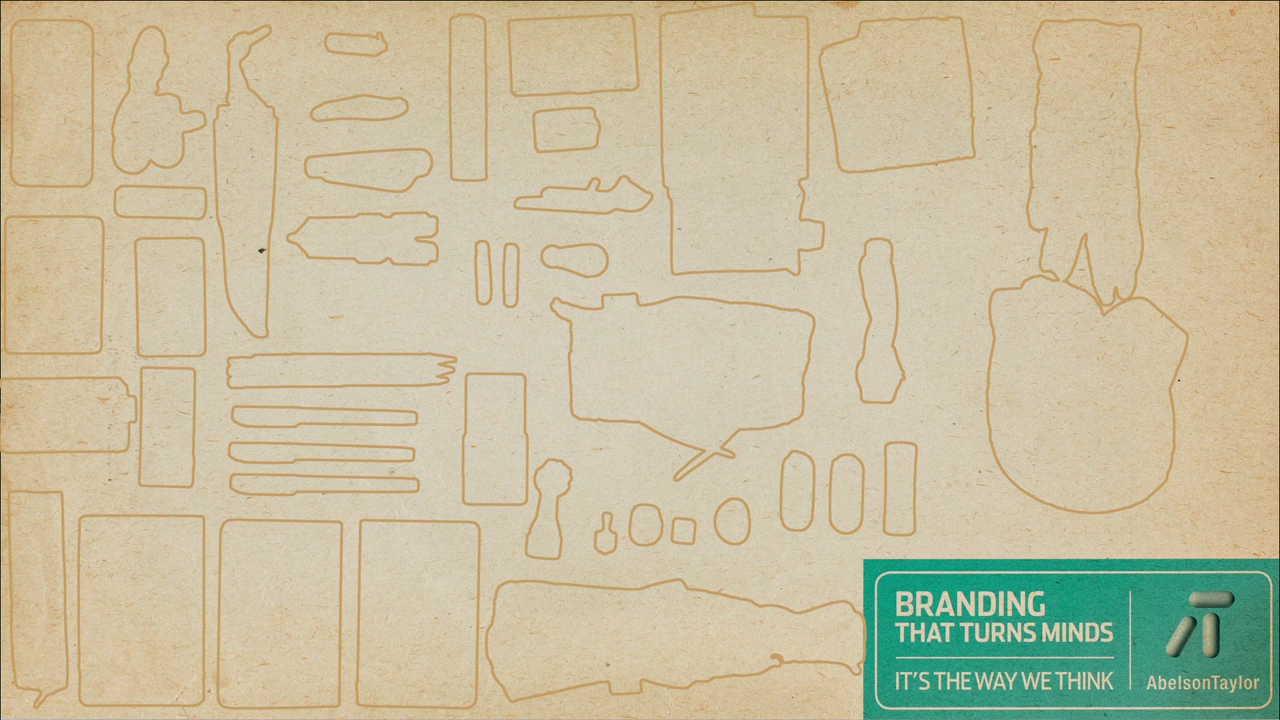 BRANDING
THAT TURNS MINDS
IT'S THE WAY WE THINK
AbelsonTaylor